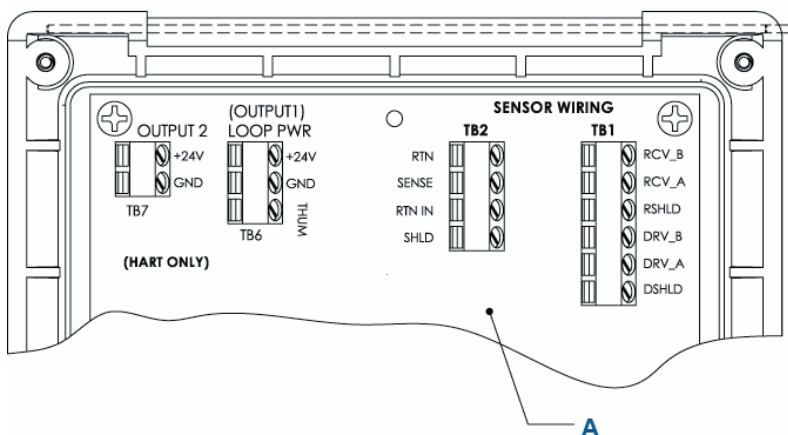 OUTPUT 2
+24V
GND
TB7
(HART ONLY)
(OUTPUT1)
LOOP PWR
+24V
GND
THUM
TB6
SENSOR WIRING
TB2
RTN
SENSE
RTN IN
SHLD
TB1
RCV_B
RCV_A
RSHLD
DRV_B
DRV_A
DSHLD
A